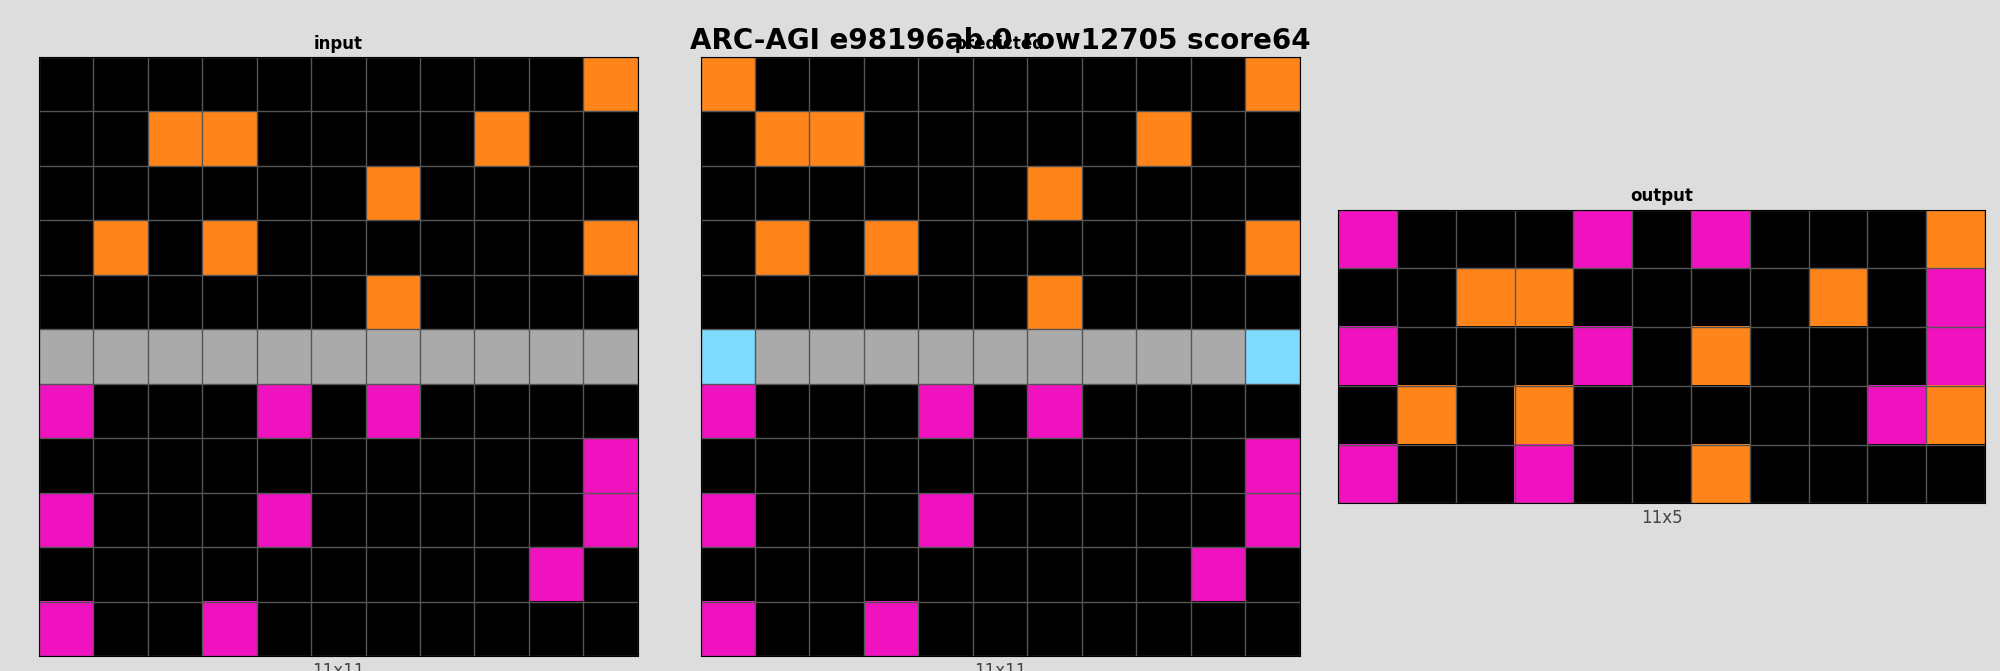 ARC-AGI e98196ab 0 row12705 score64
input
predicted
output
11x5
11x11
11x11